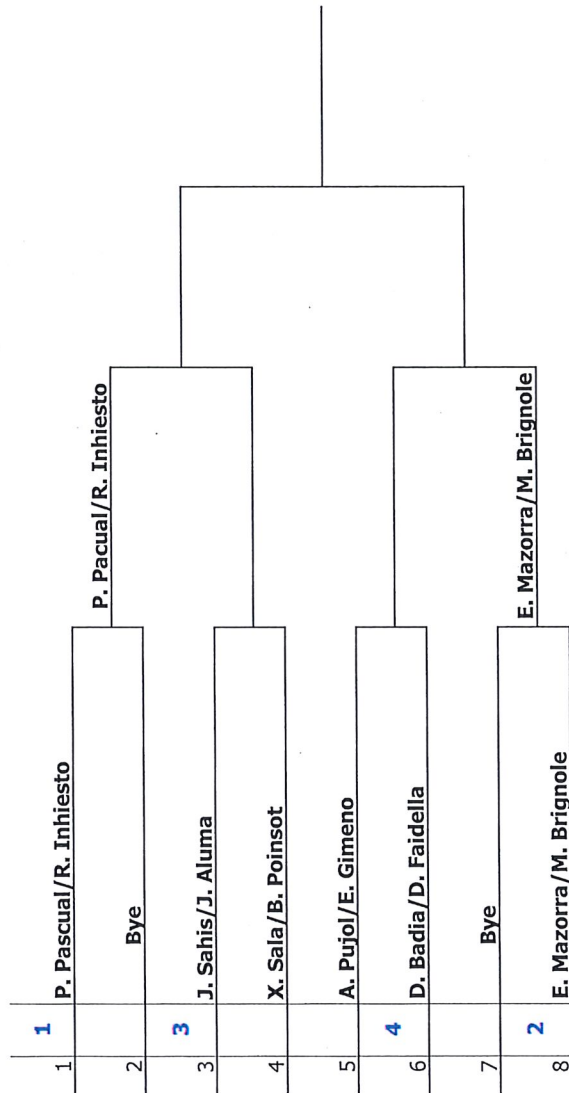 1 1 P. Pascual/R. Inhiesto
2 Bye
3 3 J. Sahis/J. Aluma
4 X. Sala/B. Poinsot
5 A. Pujol/E. Gimeno
6 4 D. Badia/D. Faidella
7 Bye
8 2 E. Mazorra/M. Brignole
P. Pacual/R. Inhiesto
E. Mazorra/M. Brignole